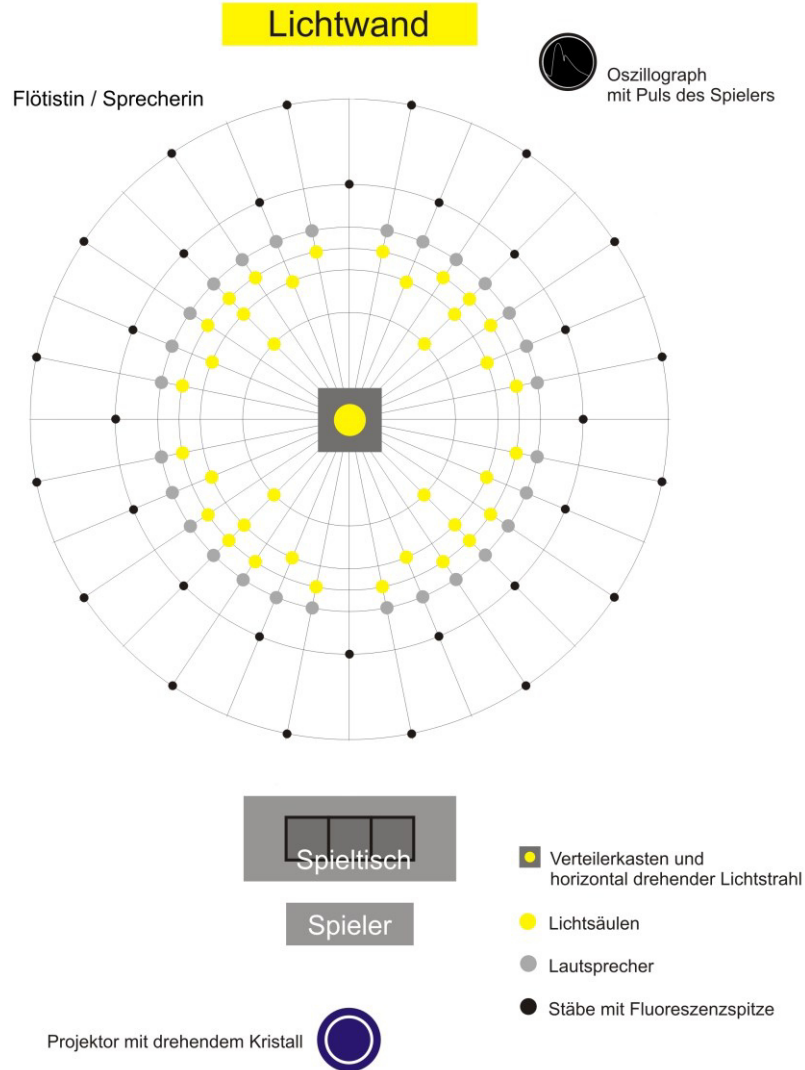 Lichtwand
Oszillograph
mit Puls des Spielers
Flötistin / Sprecherin
Spieltisch
Spieler
Verteilerkasten und
horizontal drehender Lichtstrahl
Lichtsäulen
Lautsprecher
Stäbe mit Fluoreszenzspitze
Projektor mit drehendem Kristall